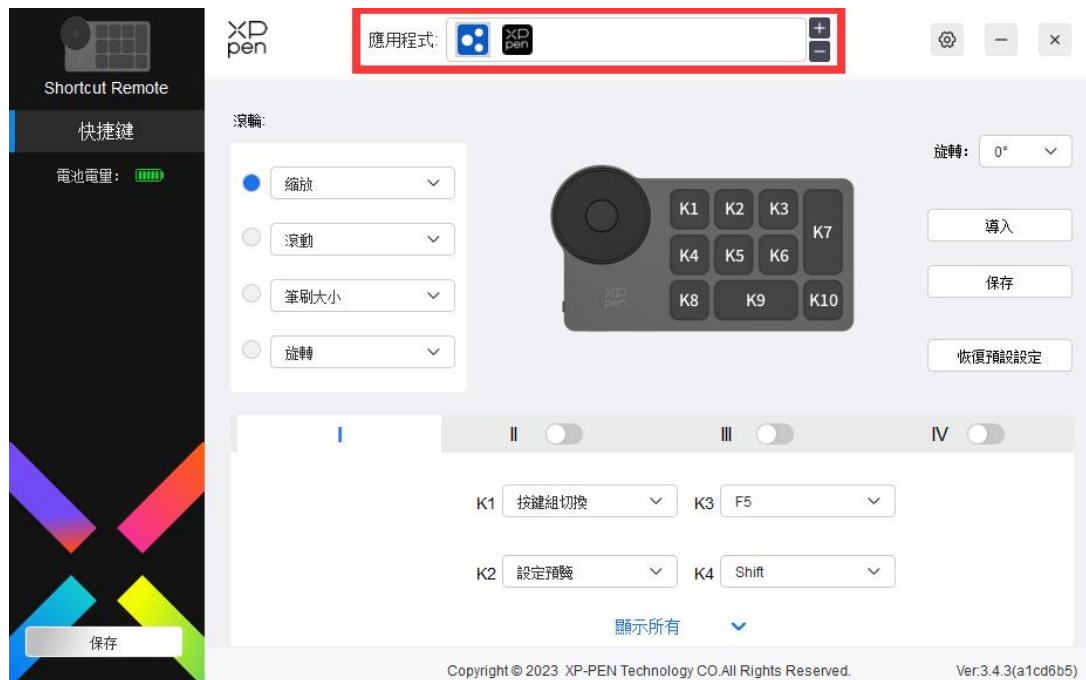 Shortcut Remote
快捷鍵
電池電量：
保存
XP
pen
應用程式:
XP
pen
滾輪:
縮放
滾動
筆刷大小
旋轉
K1 K2 K3
K7
K4 K5 K6
K8 K9 K10
XP
pen
旋轉： 0°
導入
保存
恢復預設設定
I II III IV
K1 按鍵組切換 K3 F5
K2 設定預覽 K4 Shift
顯示所有
Copyright © 2023 XP-PEN Technology CO.All Rights Reserved. Ver:3.4.3(a1cd6b5)